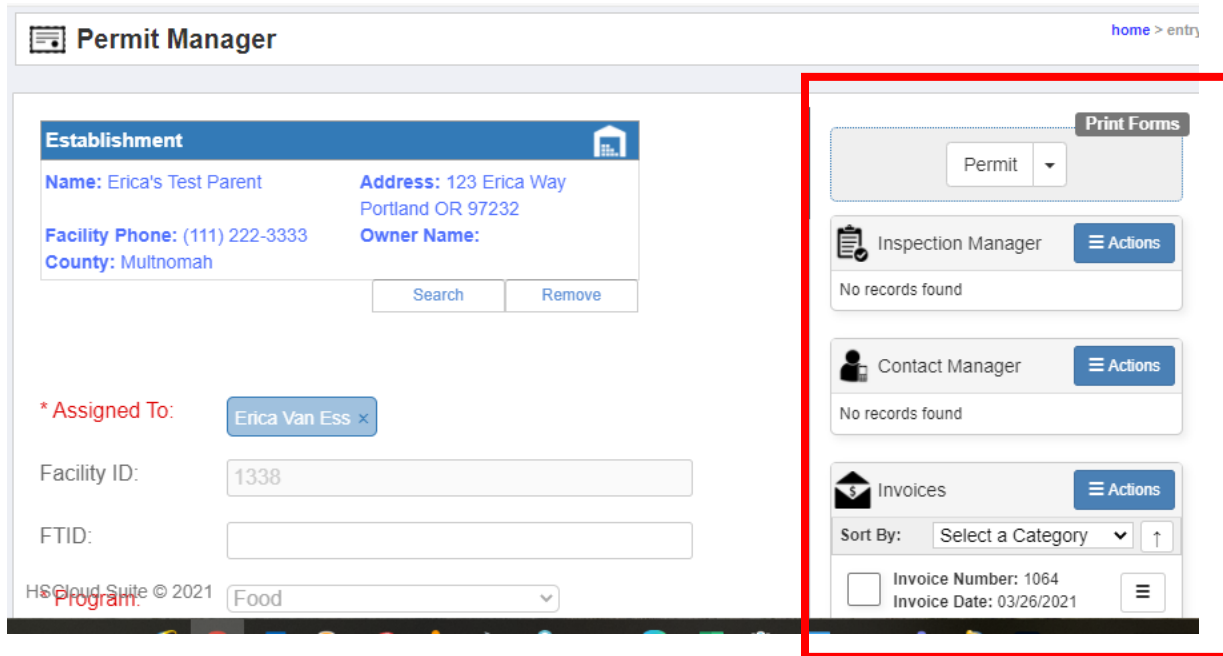 Permit Manager
home > entry
Establishment
Name: Erica's Test Parent
Address: 123 Erica Way
Portland OR 97232
Facility Phone: (111) 222-3333
Owner Name:
County: Multnomah
Search
Remove
* Assigned To:
Erica Van Ess ×
Facility ID:
1338
FTID:
* Program:
Food
HSCloud Suite © 2021
Print Forms
Permit
Inspection Manager
Actions
No records found
Contact Manager
Actions
No records found
Invoices
Actions
Sort By:
Select a Category
↑
Invoice Number: 1064
Invoice Date: 03/26/2021